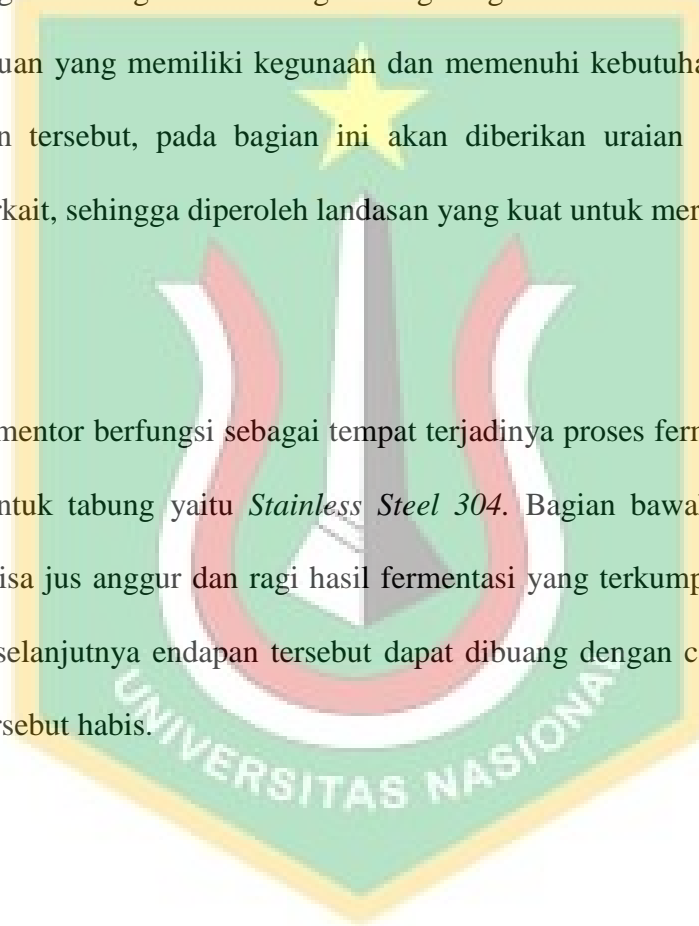 uan yang memiliki kegunaan dan memenuhi kebutuha
n tersebut, pada bagian ini akan diberikan uraian
rkait, sehingga diperoleh landasan yang kuat untuk mer
mentor berfungsi sebagai tempat terjadinya proses fer
ntuk tabung yaitu Stainless Steel 304. Bagian bawa
isa jus anggur dan ragi hasil fermentasi yang terkump
selanjutnya endapan tersebut dapat dibuang dengan c
rsebut habis.
UNIVERSITAS NASIONAL